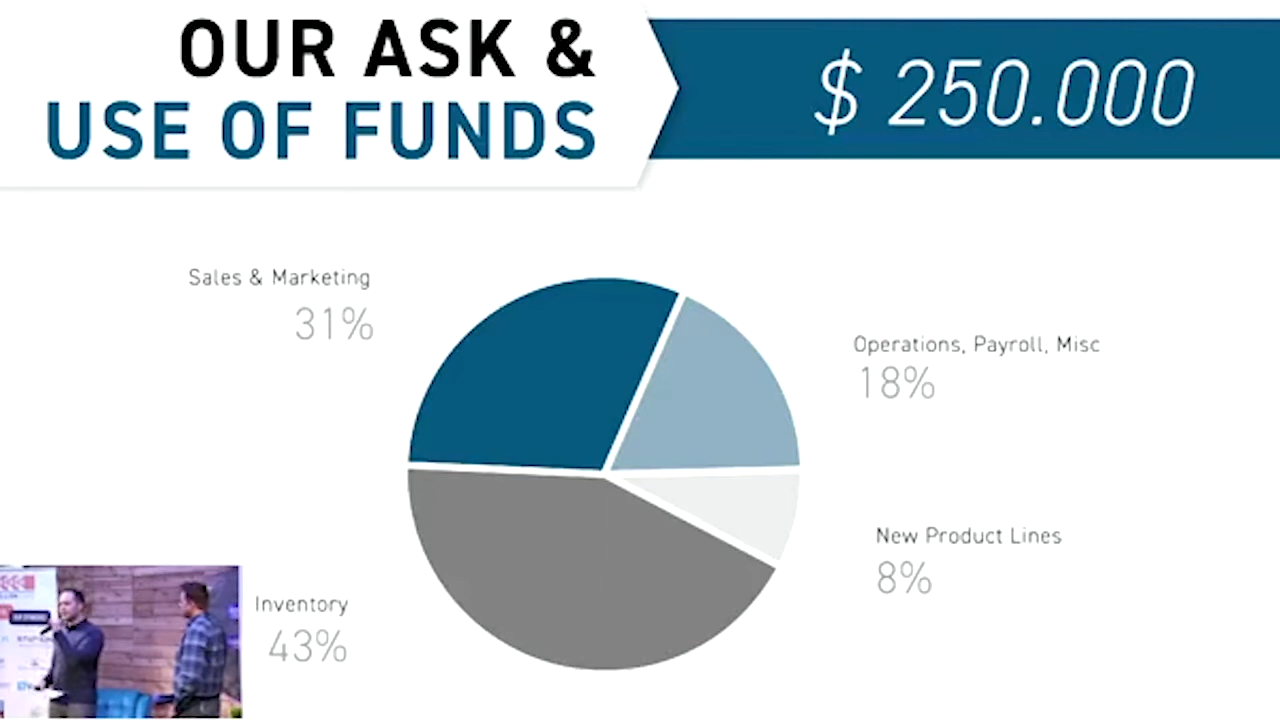 OUR ASK &
USE OF FUNDS
$ 250.000
Sales & Marketing
31%
Operations, Payroll, Misc
18%
New Product Lines
8%
Inventory
43%